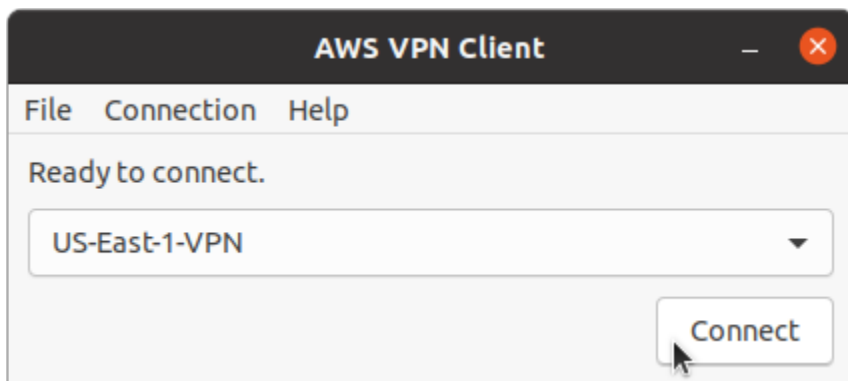 AWS VPN Client
File Connection Help
Ready to connect.
US-East-1-VPN
Connect